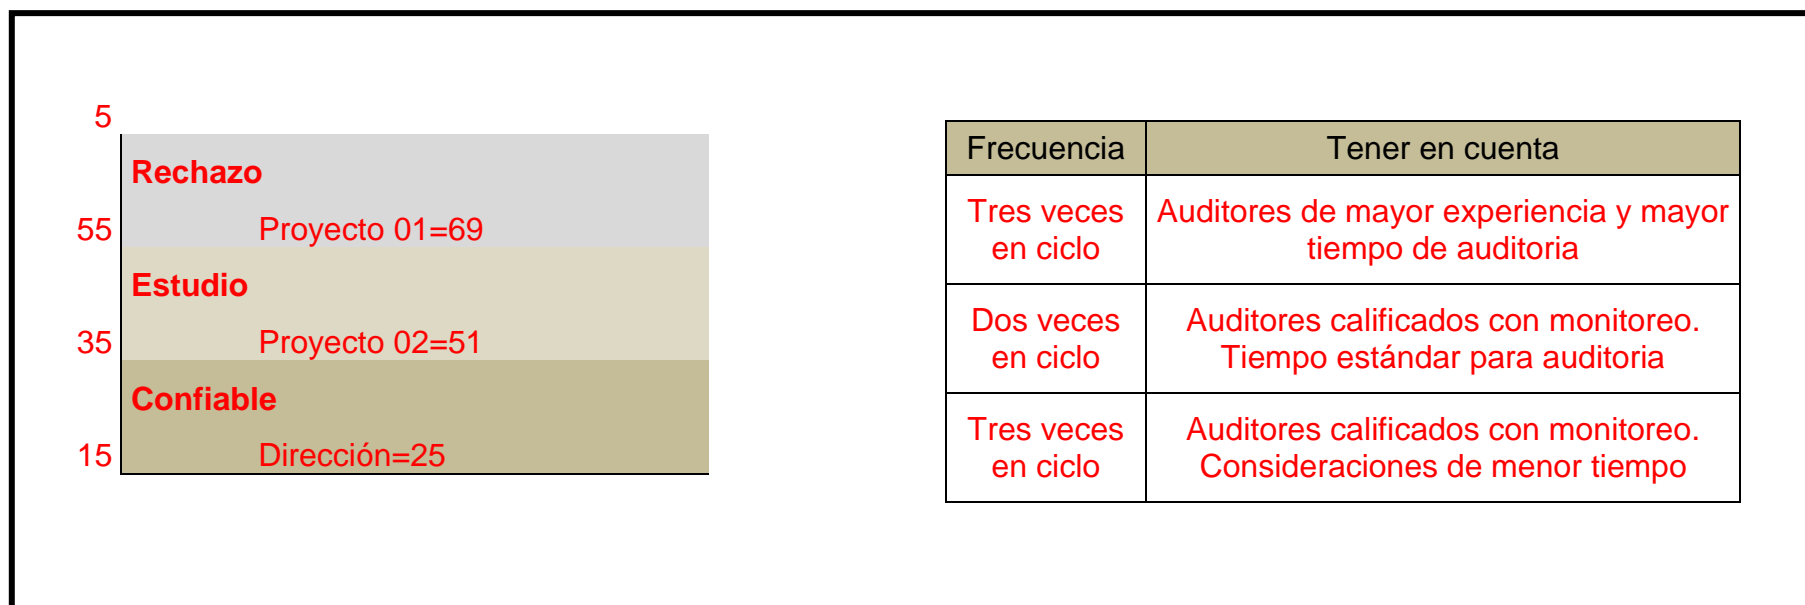 5
Rechazo
55 Proyecto 01=69
Estudio
35 Proyecto 02=51
Confiable
15 Dirección=25
Frecuencia Tener en cuenta
Tres veces
en ciclo
Auditores de mayor experiencia y mayor
tiempo de auditoria
Dos veces
en ciclo
Auditores calificados con monitoreo.
Tiempo estándar para auditoria
Tres veces
en ciclo
Auditores calificados con monitoreo.
Consideraciones de menor tiempo